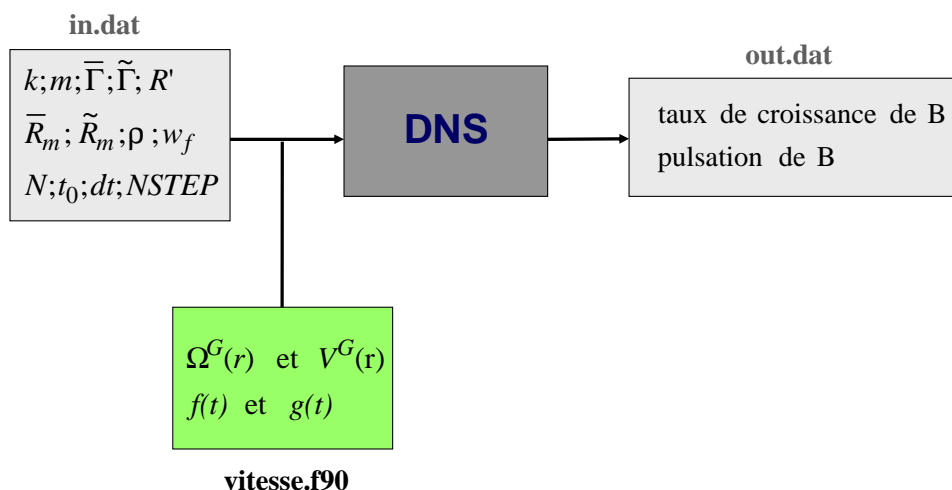 in.dat
k;m;Γ̅;Γ̃; R'
R̅ₘ; R̃ₘ;ρ;w_f
N;t₀;dt;NSTEP
DNS
out.dat
taux de croissance de B
pulsation de B
Ωᴳ(r) et Vᴳ(r)
f(t) et g(t)
vitesse.f90